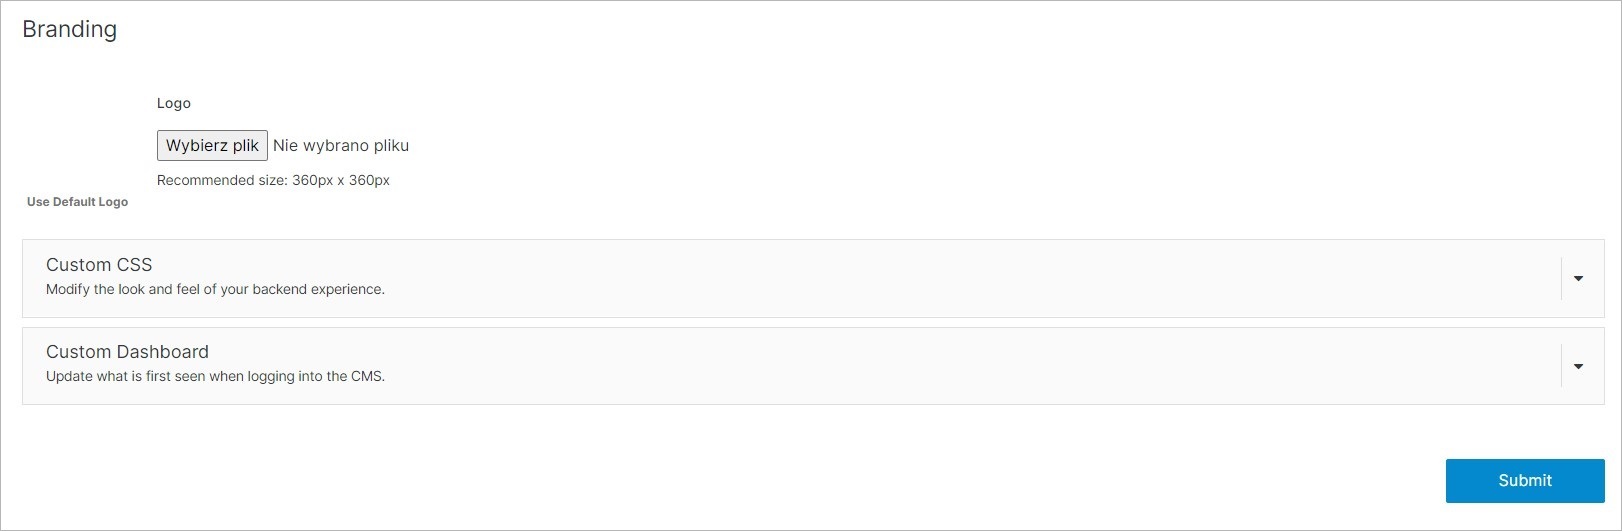 Branding
Logo
Wybierz plik Nie wybrano pliku
Recommended size: 360px x 360px
Use Default Logo
Custom CSS
Modify the look and feel of your backend experience.
Custom Dashboard
Update what is first seen when logging into the CMS.
Submit